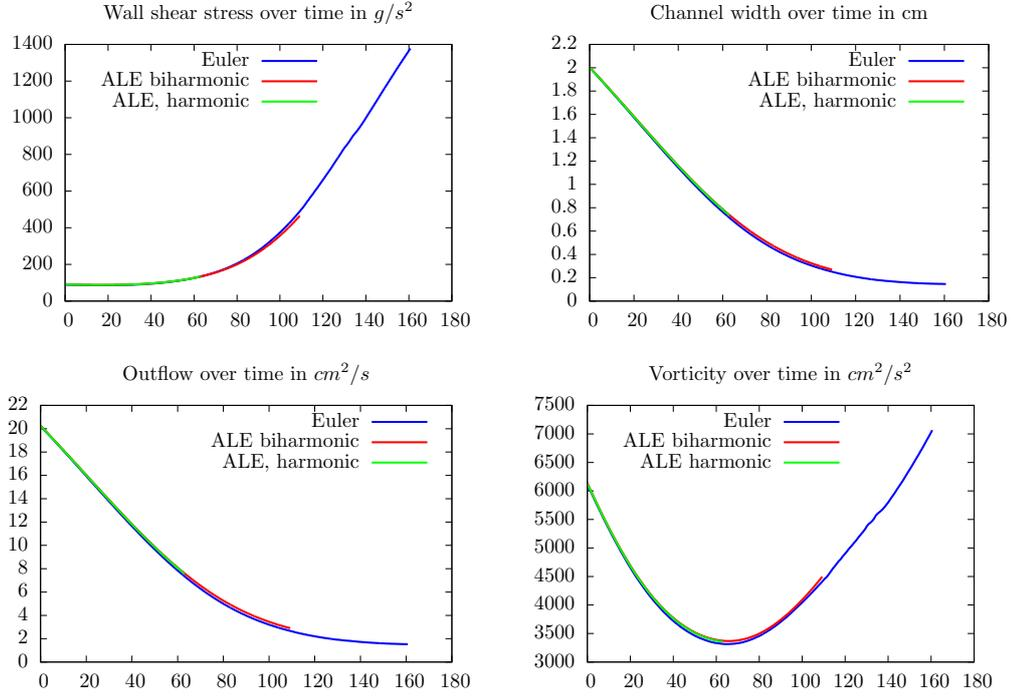 Wall shear stress over time in g/s²
1400
1200
1000
800
600
400
200
0
0 20 40 60 80 100 120 140 160 180
Euler
ALE biharmonic
ALE, harmonic
Channel width over time in cm
2.2
2
1.8
1.6
1.4
1.2
1
0.8
0.6
0.4
0.2
0
0 20 40 60 80 100 120 140 160 180
Euler
ALE biharmonic
ALE, harmonic
Outflow over time in cm²/s
22
20
18
16
14
12
10
8
6
4
2
0
0 20 40 60 80 100 120 140 160 180
Euler
ALE biharmonic
ALE, harmonic
Vorticity over time in cm²/s²
7500
7000
6500
6000
5500
5000
4500
4000
3500
3000
0 20 40 60 80 100 120 140 160 180
Euler
ALE biharmonic
ALE harmonic